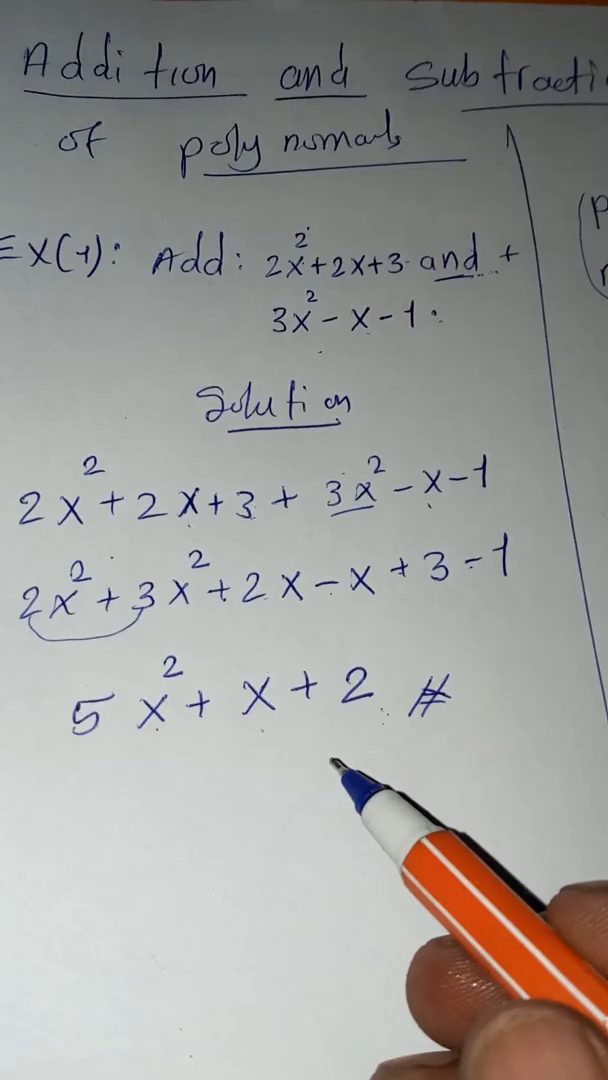 Addition and Subtracti
of polynomals
EX(1): Add: 2x²+2x+3 and +
3x²-x-1.
Solution
2x²+2x+3+3x²-x-1
2x²+3x²+2x-x+3-1
5x²+x+2 #